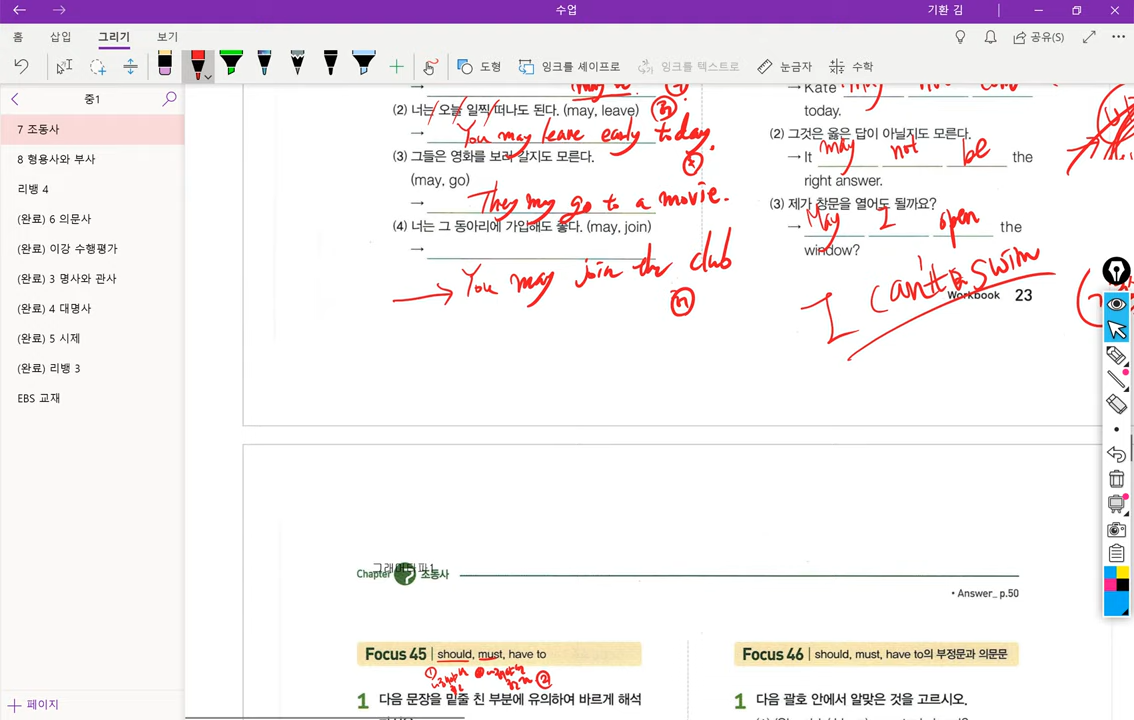 수업
기환 김
홈 삽입 그리기 보기
공유(S)
도형 잉크를 셰이프로 잉크를 텍스트로 눈금자 수학
중1
7 조동사
8 형용사와 부사
리뱅 4
(완료) 6 의문사
(완료) 이강 수행평가
(완료) 3 명사와 관사
(완료) 4 대명사
(완료) 5 시제
(완료) 리뱅 3
EBS 교재
페이지
→
(2) 너는 오늘 일찍 떠나도 된다. (may, leave)
→ You may leave early today.
(3) 그들은 영화를 보러 갈지도 모른다.
(may, go)
→ They may go to a movie.
(4) 너는 그 동아리에 가입해도 좋다. (may, join)
→
→ You may join the club
→ Kate may not
today.
(2) 그것은 옳은 답이 아닐지도 모른다.
→ It may not be the
right answer.
(3) 제가 창문을 열어도 될까요?
→ May I open the
window?
I can't swim
Workbook 23
그래머타파1
Chapter 7 조동사
• Answer_ p.50
Focus 45 | should, must, have to
① ②
1 다음 문장을 밑줄 친 부분에 유의하여 바르게 해석
Focus 46 | should, must, have to의 부정문과 의문문
1 다음 괄호 안에서 알맞은 것을 고르시오.